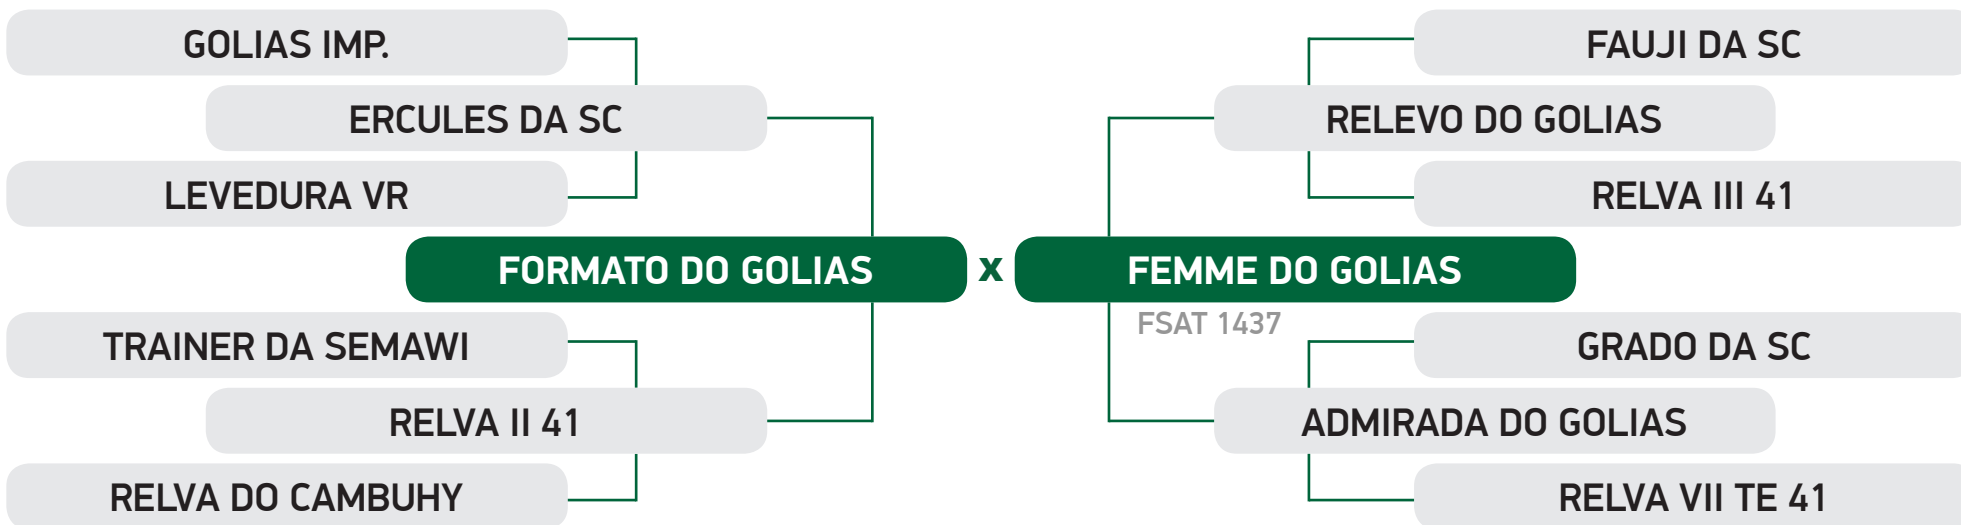 GOLIAS IMP.
FAUJI DA SC
ERCULES DA SC
RELEVO DO GOLIAS
LEVEDURA VR
RELVA III 41
FORMATO DO GOLIAS x FEMME DO GOLIAS
FSAT 1437
TRAINER DA SEMAWI
GRADO DA SC
RELVA II 41
ADMIRADA DO GOLIAS
RELVA DO CAMBUHY
RELVA VII TE 41